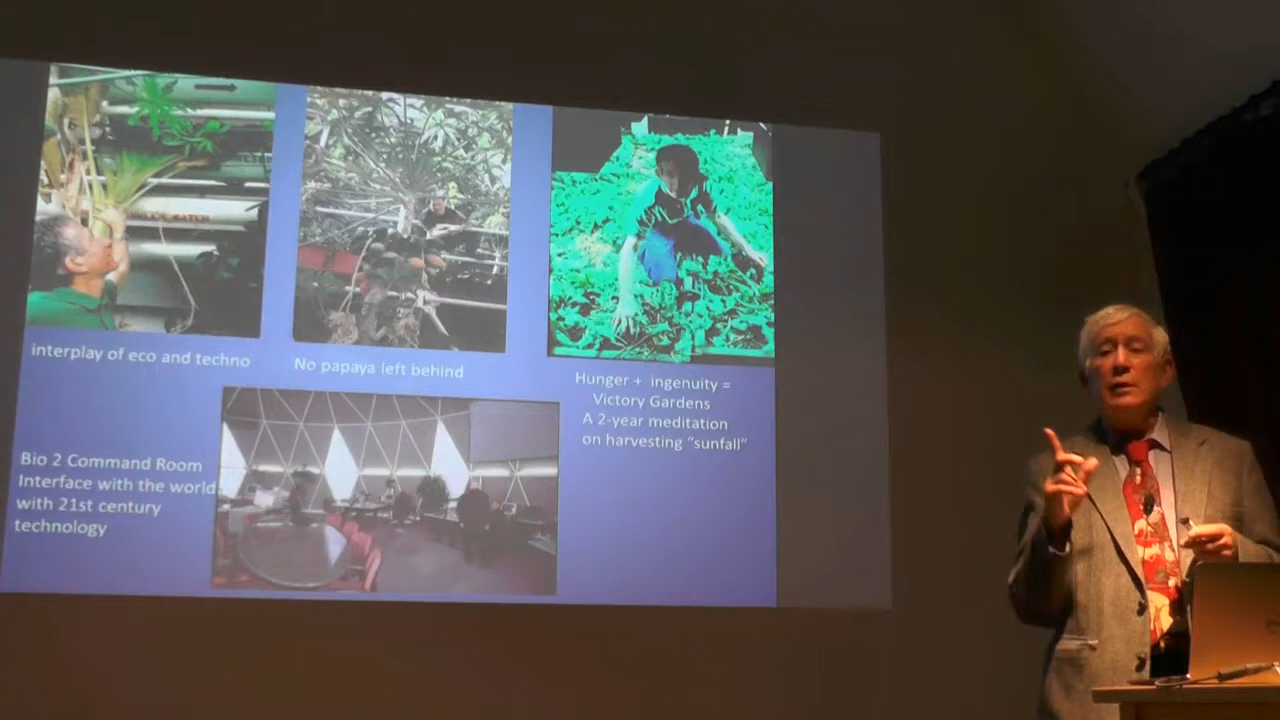 interplay of eco and techno
No papaya left behind
Hunger + ingenuity =
Victory Gardens
A 2-year meditation
on harvesting "sunfall"
Bio 2 Command Room
Interface with the world
with 21st century
technology